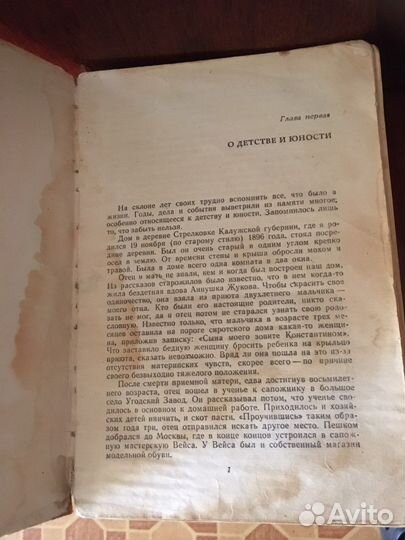 Глава первая
О ДЕТСТВЕ И ЮНОСТИ
На склоне лет своих трудно вспомнить все, что было в
жизни. Годы, дела и события выветрили из памяти многое,
особенно относящееся к детству и юности. Запомнилось лишь
то, что забыть нельзя.
Дом в деревне Стрелковке Калужской губернии, где я ро-
дился 19 ноября (по старому стилю) 1896 года, стоял посре-
дине деревни. Был он очень старый и одним углом крепко
осел в землю. От времени стены и крыша обросли мохом и
травой. Была в доме всего одна комната в два окна.
Отец и мать не знали, кем и когда был построен наш дом.
Из рассказов старожилов было известно, что в нем когда-то
жила бездетная вдова Аннушка Жукова. Чтобы скрасить свое
одиночество, она взяла из приюта двухлетнего мальчика —
моего отца. Кто были его настоящие родители, никто сказать
не мог, да и отец потом не старался узнать свою родо-
словную. Известно только, что мальчика в возрасте трех ме-
сяцев оставила на пороге сиротского дома какая-то женщи-
на, приложив записку: «Сына моего зовите Константином».
Что заставило бедную женщину бросить ребенка на крыльцо
приюта, сказать невозможно. Вряд ли она пошла на это из-за
отсутствия материнских чувств, скорее всего — по причине
своего безвыходно тяжелого положения.
После смерти приемной матери, едва достигнув восьмилет-
него возраста, отец пошел в ученье к сапожнику в большое
село Угодский Завод. Он рассказывал потом, что ученье сво-
дилось в основном к домашней работе. Приходилось и хозяй-
ских детей нянчить, и скот пасти. «Проучившись» таким обра-
зом года три, отец отправился искать другое место. Пешком
добрался до Москвы, где в конце концов устроился в сапож-
ную мастерскую Вейса. У Вейса был и собственный магазин
модельной обуви.
7
Avito